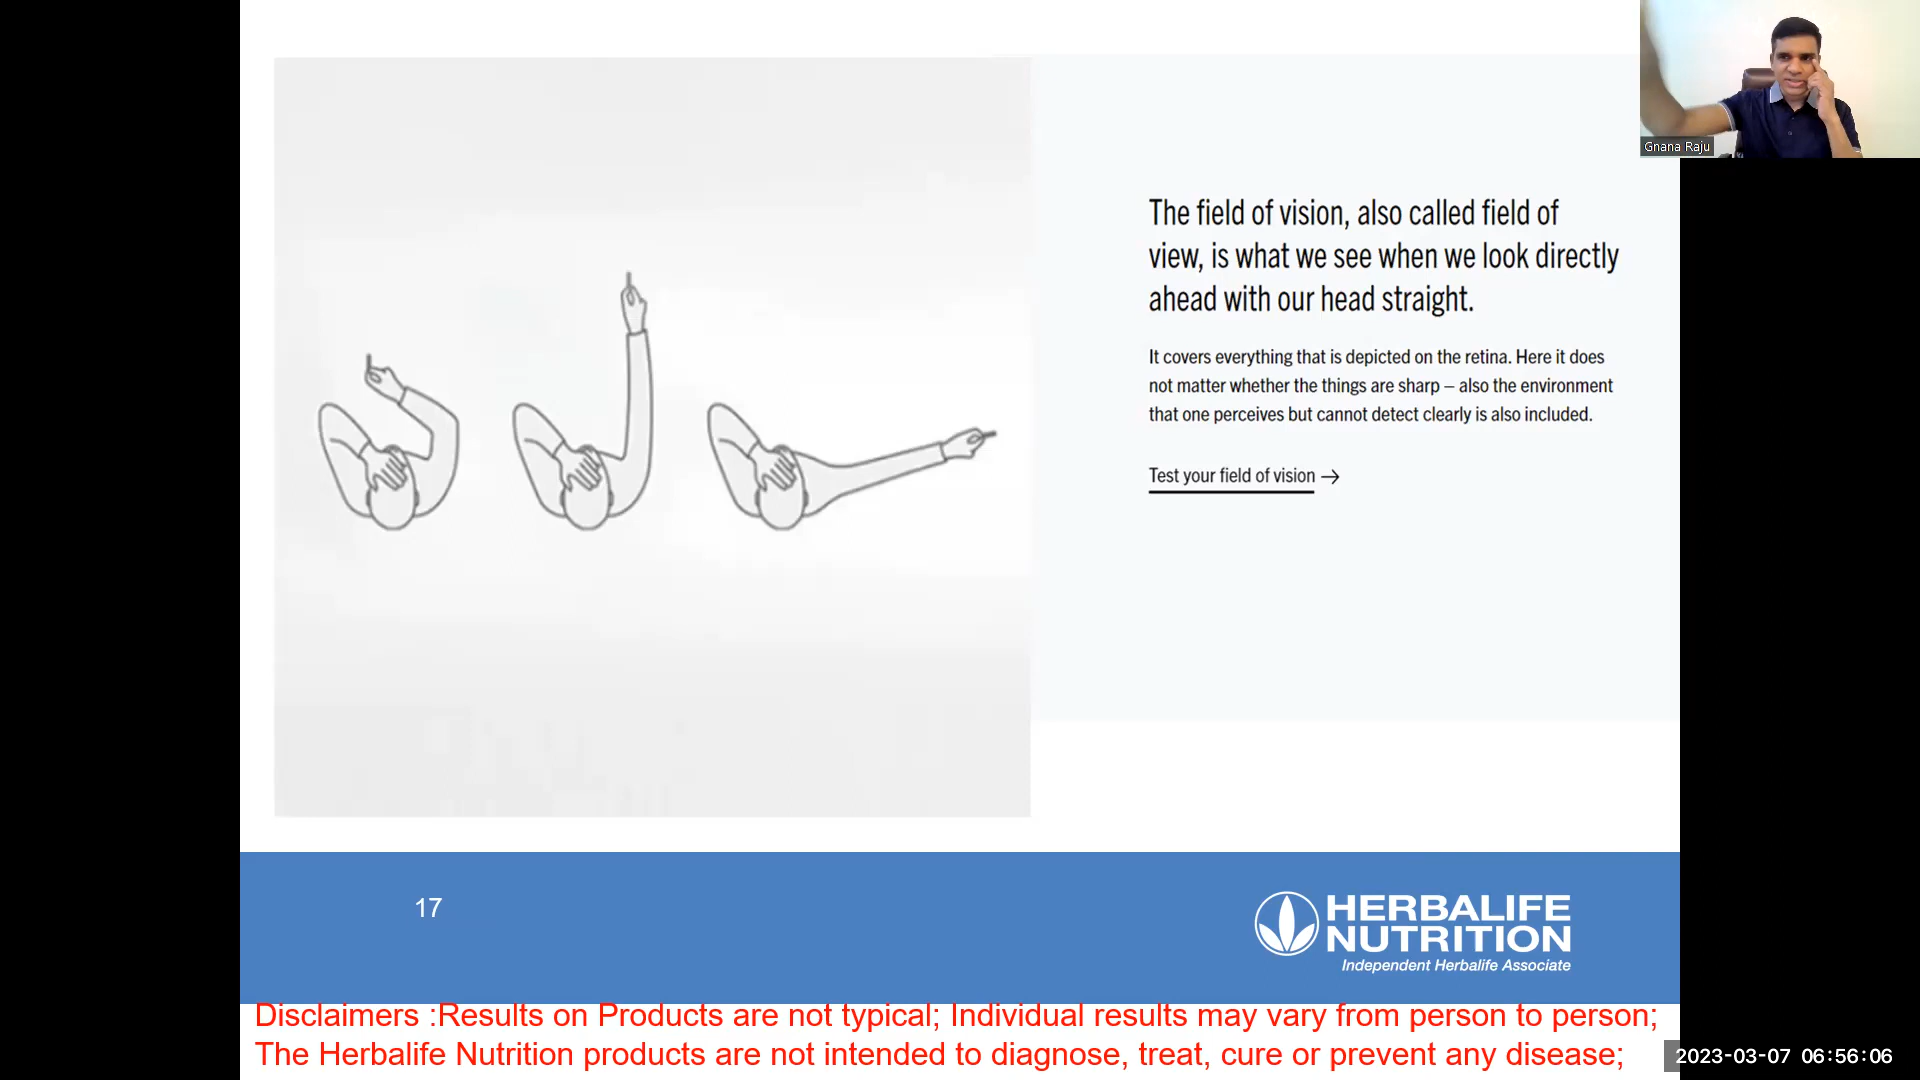 Gnana Raju
The field of vision, also called field of
view, is what we see when we look directly
ahead with our head straight.
It covers everything that is depicted on the retina. Here it does
not matter whether the things are sharp – also the environment
that one perceives but cannot detect clearly is also included.
Test your field of vision →
17
HERBALIFE
NUTRITION
Independent Herbalife Associate
Disclaimers :Results on Products are not typical; Individual results may vary from person to person;
The Herbalife Nutrition products are not intended to diagnose, treat, cure or prevent any disease;
2023-03-07 06:56:06